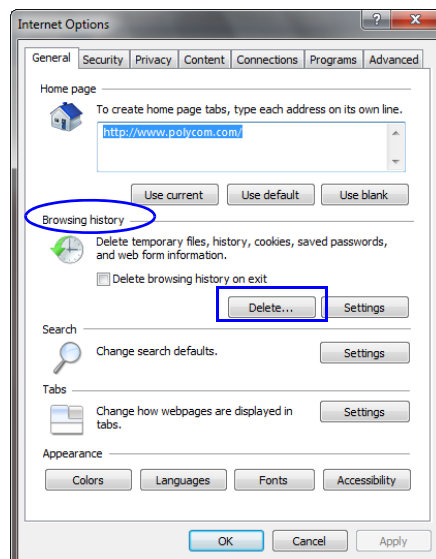 Internet Options
General Security Privacy Content Connections Programs Advanced
Home page
To create home page tabs, type each address on its own line.
http://www.polycom.com/
Use current Use default Use blank
Browsing history
Delete temporary files, history, cookies, saved passwords,
and web form information.
Delete browsing history on exit
Delete... Settings
Search
Change search defaults. Settings
Tabs
Change how webpages are displayed in Settings
tabs.
Appearance
Colors Languages Fonts Accessibility
OK Cancel Apply